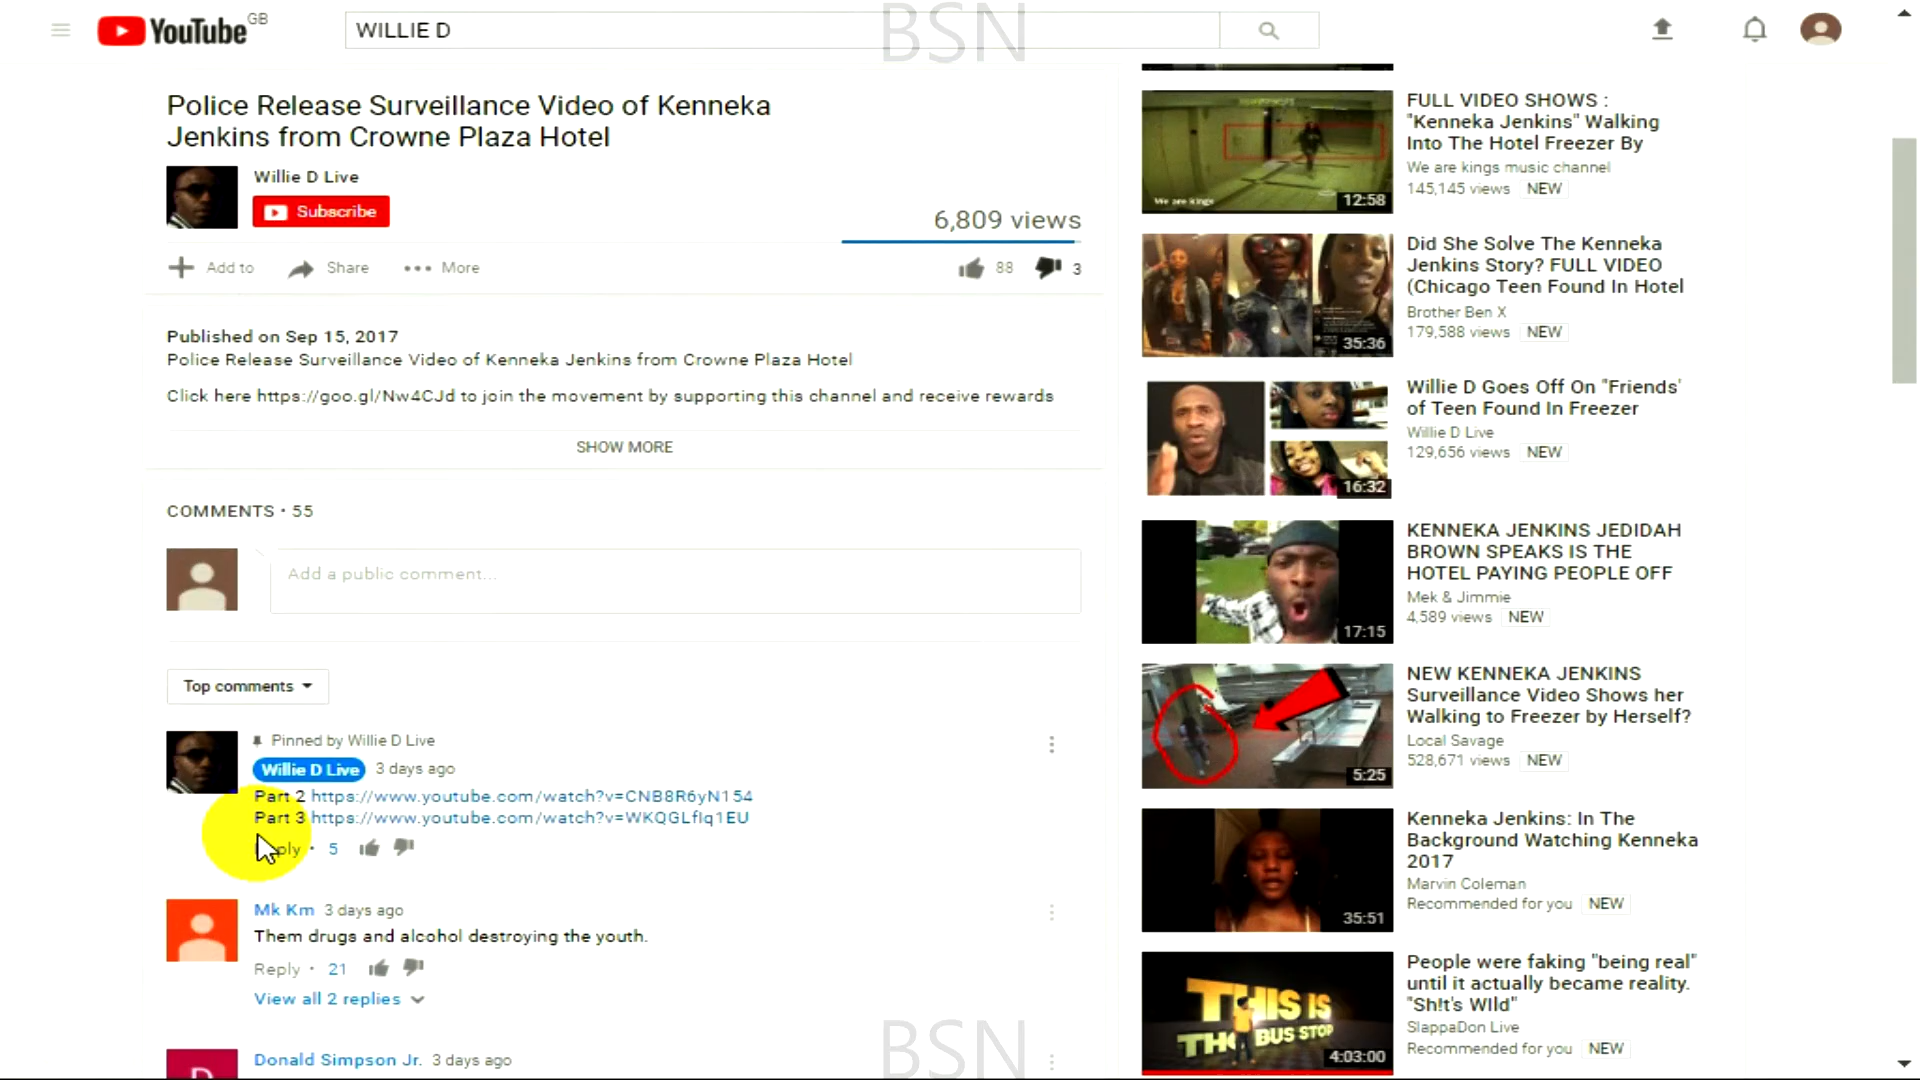 BSN
YouTube GB
WILLIE D
Police Release Surveillance Video of Kenneka
Jenkins from Crowne Plaza Hotel
Willie D Live
Subscribe
6,809 views
Add to
Share
More
88
3
Published on Sep 15, 2017
Police Release Surveillance Video of Kenneka Jenkins from Crowne Plaza Hotel
Click here https://goo.gl/Nw4CJd to join the movement by supporting this channel and receive rewards
SHOW MORE
COMMENTS • 55
Add a public comment...
Top comments
Pinned by Willie D Live
Willie D Live 3 days ago
Part 2 https://www.youtube.com/watch?v=CNB8R6yN154
Part 3 https://www.youtube.com/watch?v=WKQGLfIq1EU
5
Mk Km 3 days ago
Them drugs and alcohol destroying the youth.
Reply • 21
View all 2 replies
D
Donald Simpson Jr. 3 days ago
BSN
We are kings
12:58
FULL VIDEO SHOWS :
"Kenneka Jenkins" Walking
Into The Hotel Freezer By
We are kings music channel
145,145 views NEW
35:36
Did She Solve The Kenneka
Jenkins Story? FULL VIDEO
(Chicago Teen Found In Hotel
Brother Ben X
179,588 views NEW
16:32
Willie D Goes Off On "Friends'
of Teen Found In Freezer
Willie D Live
129,656 views NEW
17:15
KENNEKA JENKINS JEDIDAH
BROWN SPEAKS IS THE
HOTEL PAYING PEOPLE OFF
Mek & Jimmie
4,589 views NEW
5:25
NEW KENNEKA JENKINS
Surveillance Video Shows her
Walking to Freezer by Herself?
Local Savage
528,671 views NEW
35:51
Kenneka Jenkins: In The
Background Watching Kenneka
2017
Marvin Coleman
Recommended for you NEW
THIS IS
THE BUS STOP
4:03:00
People were faking "being real"
until it actually became reality.
"Sh!t's WIld"
SlappaDon Live
Recommended for you NEW